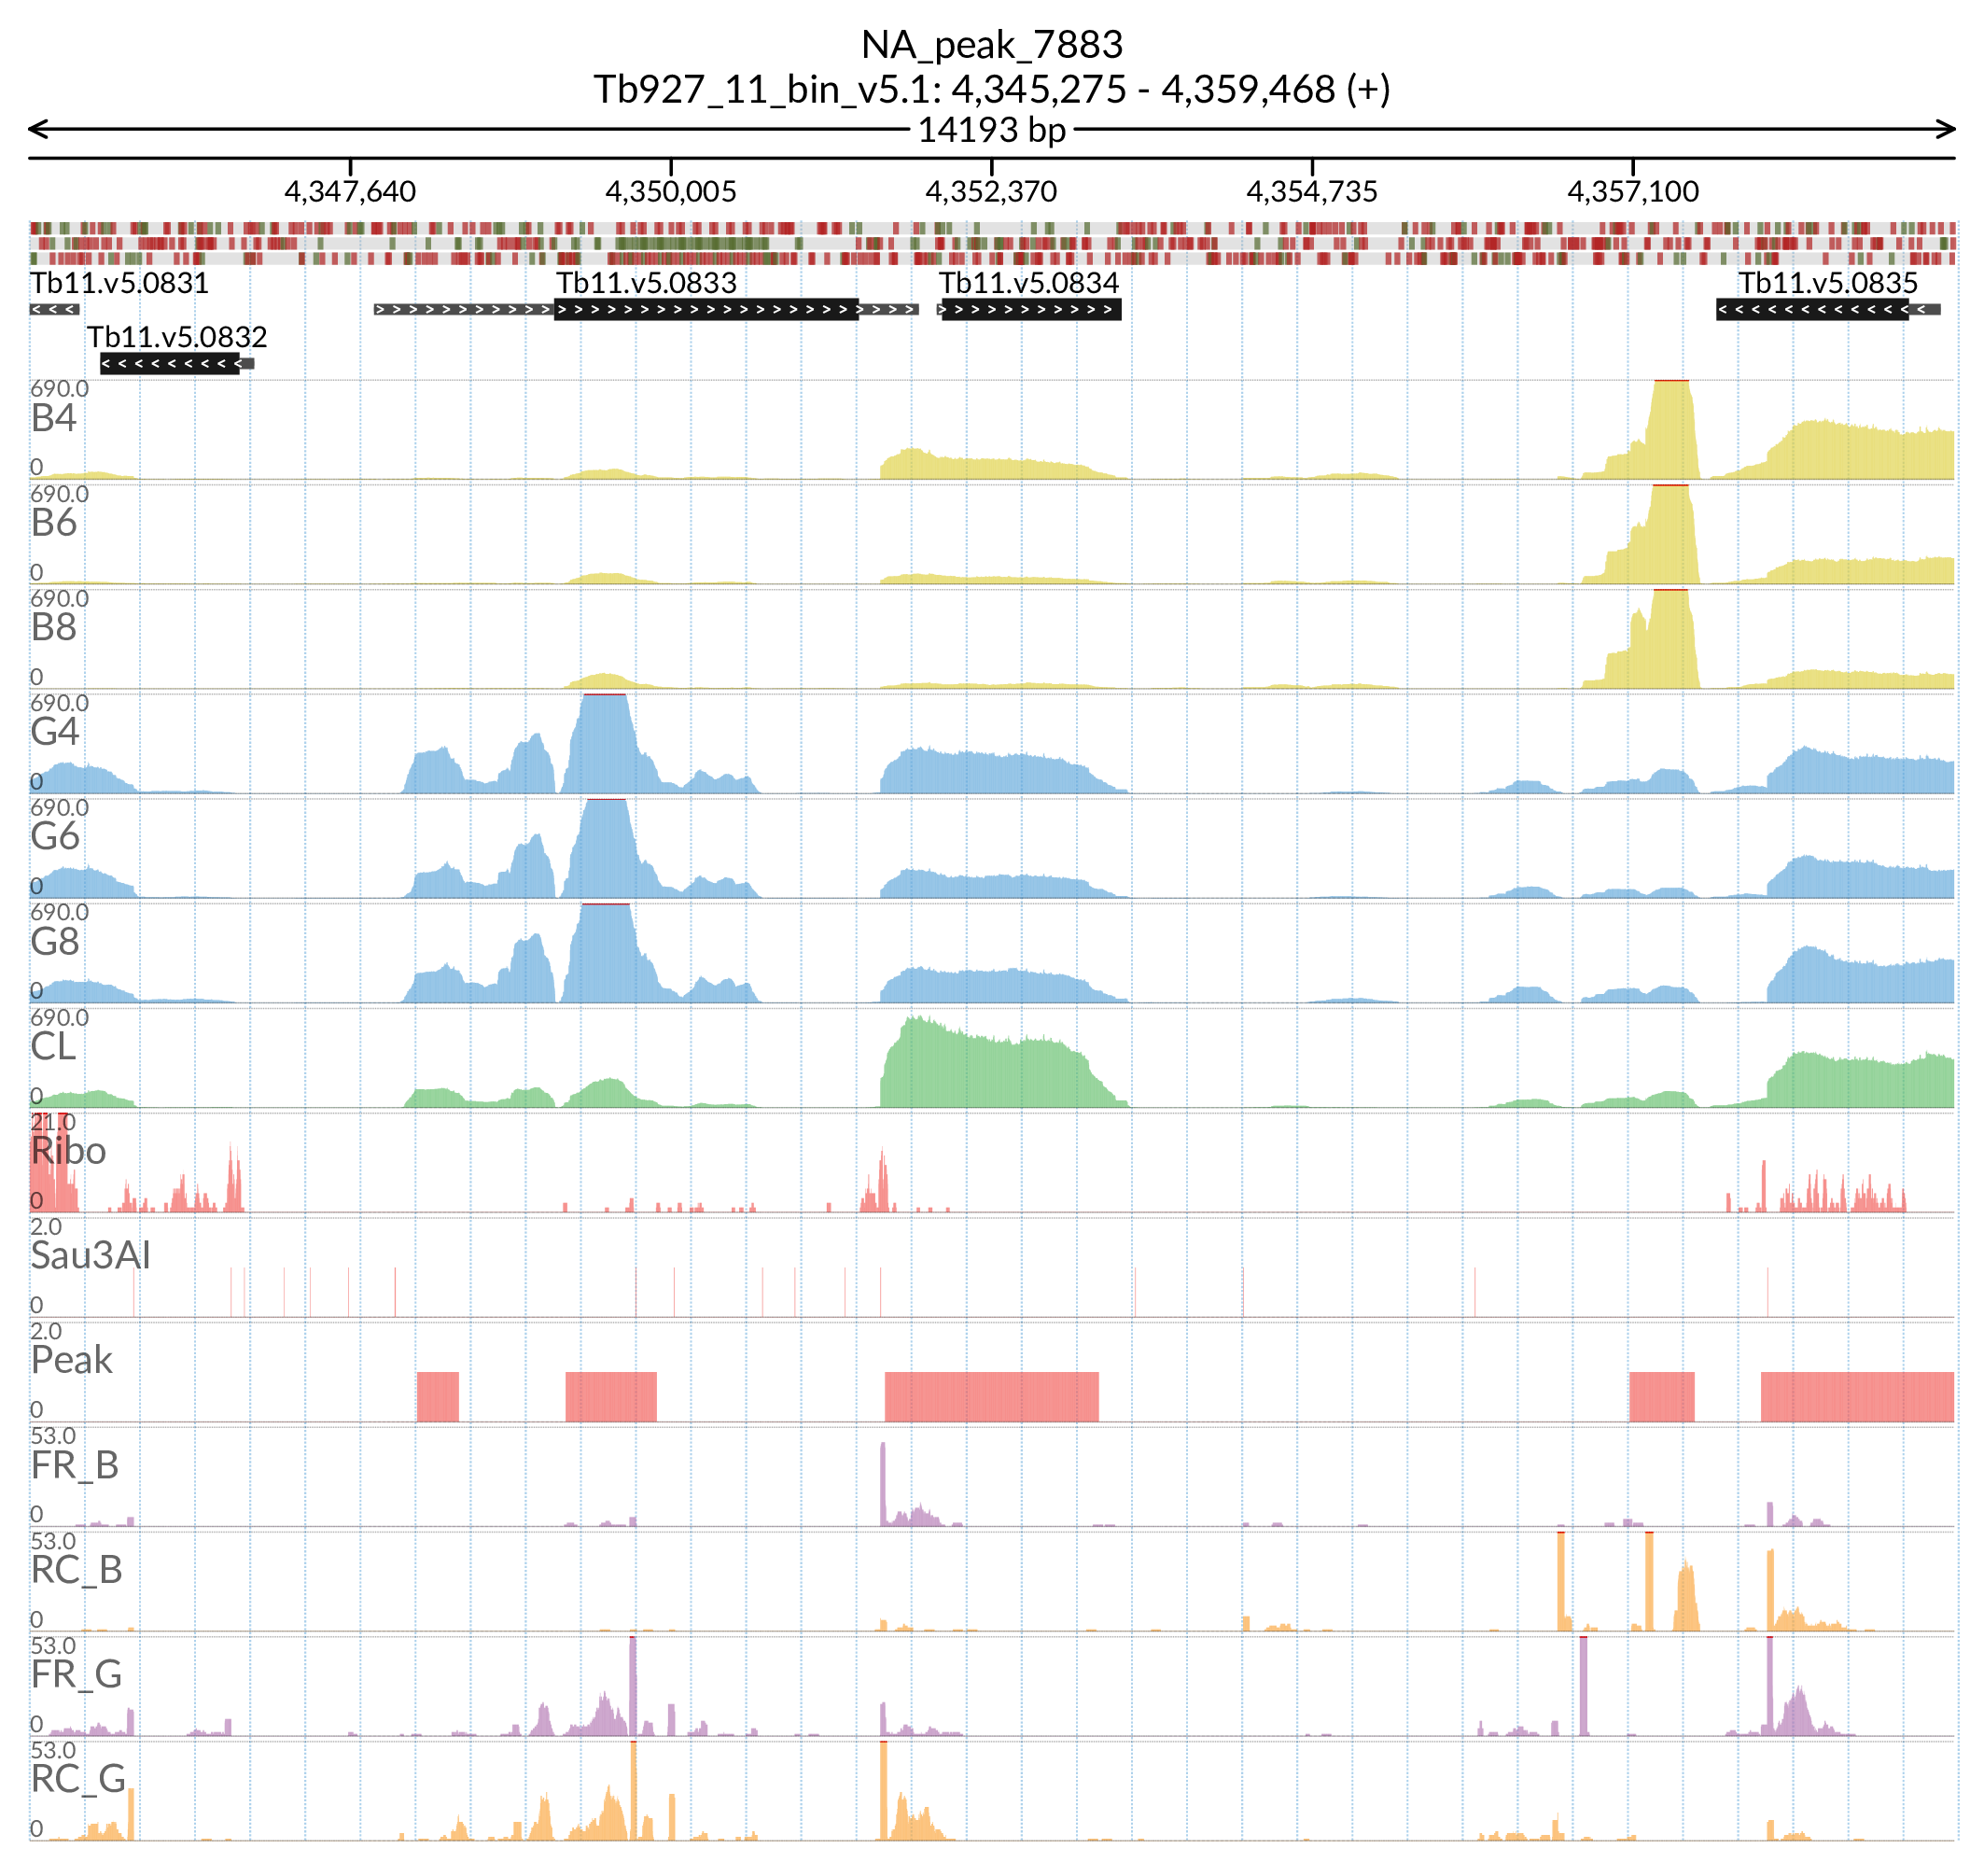 NA_peak_7883
Tb927_11_bin_v5.1: 4,345,275 - 4,359,468 (+)
14193 bp
4,347,640 4,350,005 4,352,370 4,354,735 4,357,100
Tb11.v5.0831 Tb11.v5.0833 Tb11.v5.0834 Tb11.v5.0835
Tb11.v5.0832
690.0
B4
0
690.0
B6
0
690.0
B8
0
690.0
G4
0
690.0
G6
0
690.0
G8
0
690.0
CL
0
21.0
Ribo
0
2.0
Sau3AI
0
2.0
Peak
0
53.0
FR_B
0
53.0
RC_B
0
53.0
FR_G
0
53.0
RC_G
0